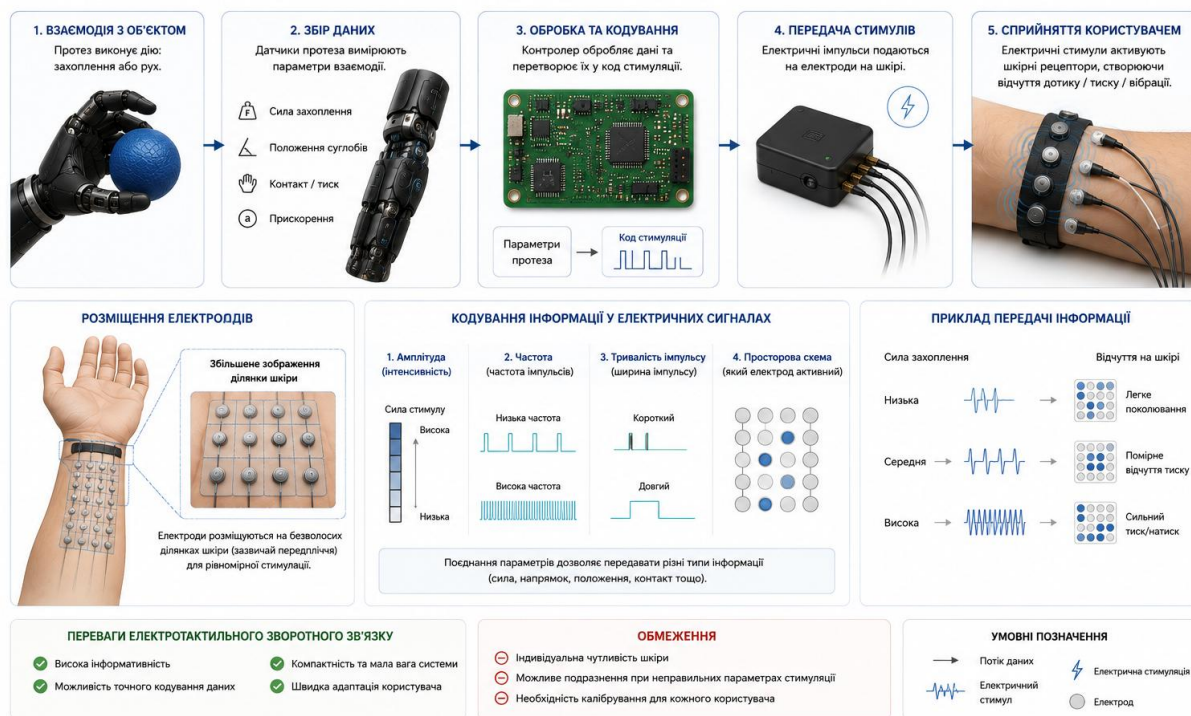 1. ВЗАЄМОДІЯ З ОБ'ЄКТОМ
Протез виконує дію:
захоплення або рух.
2. ЗБІР ДАНИХ
Датчики протеза вимірюють
параметри взаємодії.
F
Сила захоплення
Положення суглобів
Контакт / тиск
a
Прискорення
3. ОБРОБКА ТА КОДУВАННЯ
Контролер обробляє дані та
перетворює їх у код стимуляції.
Параметри
протеза
Код стимуляції
4. ПЕРЕДАЧА СТИМУЛІВ
Електричні імпульси подаються
на електроди на шкірі.
5. СПРИЙНЯТТЯ КОРИСТУВАЧЕМ
Електричні стимули активують
шкірні рецептори, створюючи
відчуття дотику / тиску / вібрації.
РОЗМІЩЕННЯ ЕЛЕКТРОДДІВ
Збільшене зображення
ділянки шкіри
Електроди розміщуються на безволосих
ділянках шкіри (зазвичай передпліччя)
для рівномірної стимуляції.
КОДУВАННЯ ІНФОРМАЦІЇ У ЕЛЕКТРИЧНИХ СИГНАЛАХ
1. Амплітуда
(інтенсивність)
Сила стимулу
Висока
Низька
2. Частота
(частота імпульсів)
Низька частота
Висока частота
3. Тривалість імпульсу
(ширина імпульсу)
Короткий
Довгий
4. Просторова схема
(який електрод активний)
Поєднання параметрів дозволяє передавати різні типи інформації
(сила, напрямок, положення, контакт тощо).
ПРИКЛАД ПЕРЕДАЧІ ІНФОРМАЦІЇ
Сила захоплення
Відчуття на шкірі
Низька
Легке
поколювання
Середня
Помірне
відчуття тиску
Висока
Сильний
тиск/натиск
ПЕРЕВАГИ ЕЛЕКТРОТАКТИЛЬНОГО ЗВОРОТНОГО ЗВ'ЯЗКУ
Висока інформативність
Можливість точного кодування даних
Компактність та мала вага системи
Швидка адаптація користувача
ОБМЕЖЕННЯ
Індивідуальна чутливість шкіри
Можливе подразнення при неправильних параметрах стимуляції
Необхідність калібрування для кожного користувача
УМОВНІ ПОЗНАЧЕННЯ
Потік даних
Електричний
стимул
Електрична стимуляція
Електрод